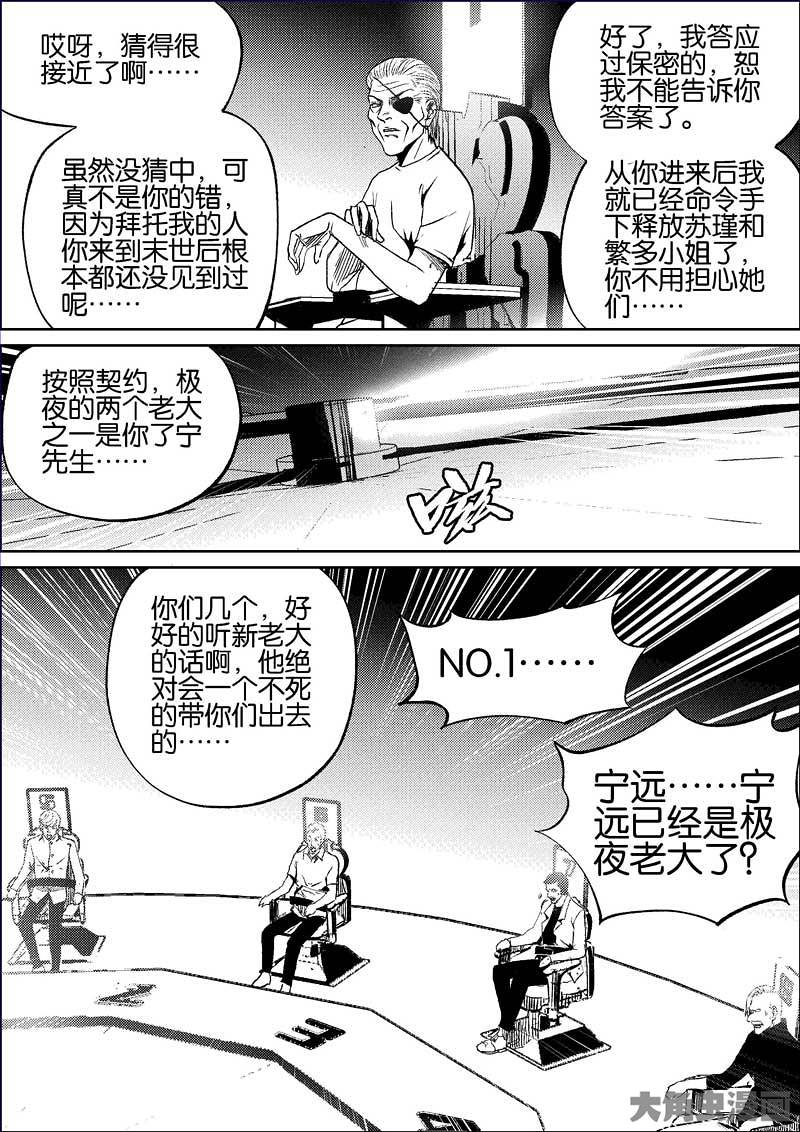 哎呀，猜得很
接近了啊……
虽然没猜中，可
真不是你的错，
因为拜托我的人
你来到末世后根
本都还没见到过
呢……
好了，我答应
过保密的，恕
我不能告诉你
答案了。
从你进来后我
就已经命令手
下释放苏瑾和
繁多小姐了，
你不用担心她
们……
按照契约，极
夜的两个老大
之一是你了宁
先生……
嗞
你们几个，好
好的听新老大
的话啊，他绝
对会一个不死
的带你们出去
的……
NO.1……
宁远……宁
远已经是极
夜老大了？
7
大角虫漫画